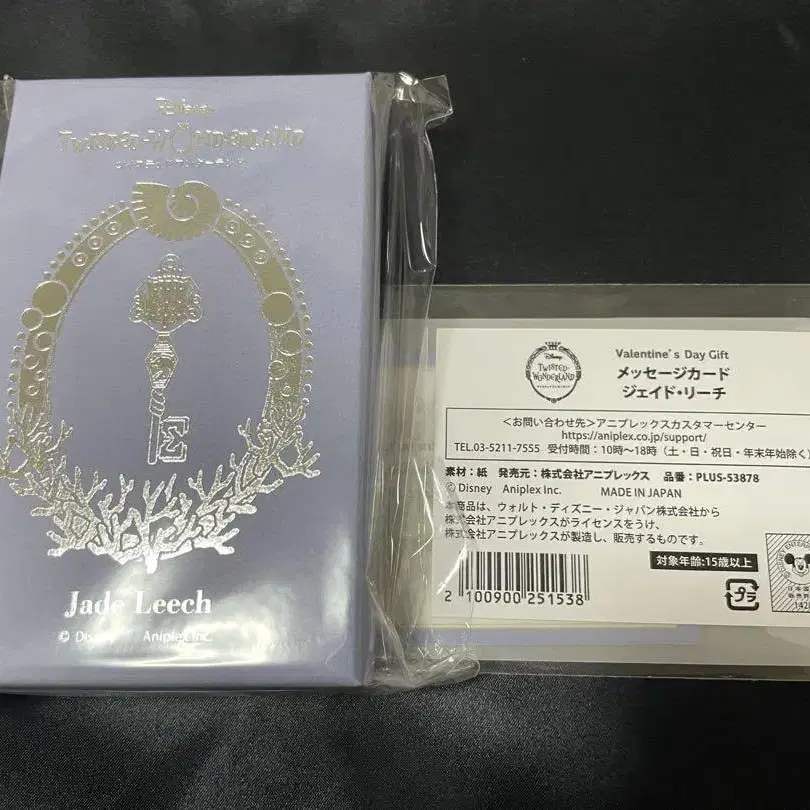 Disney
TWISTED-WONDERLAND
Jade Leech
© Disney Aniplex Inc.
Disney
TWISTED-
WONDERLAND
Valentine's Day Gift
メッセージカード
ジェイド・リーチ
<お問い合わせ先>アニプレックスカスタマーセンター
https://aniplex.co.jp/support/
TEL.03-5211-7555 受付時間:10時~18時(土・日・祝日・年末年始除く)
素材:紙 発売元:株式会社アニプレックス 品番:PLUS-53878
© Disney Aniplex Inc. MADE IN JAPAN
本商品は、ウォルト・ディズニー・ジャパン株式会社から
株式会社アニプレックスがライセンスをうけ、
株式会社アニプレックスが製造し、販売するものです。
対象年齢:15歳以上
2 100900 251538
プラ